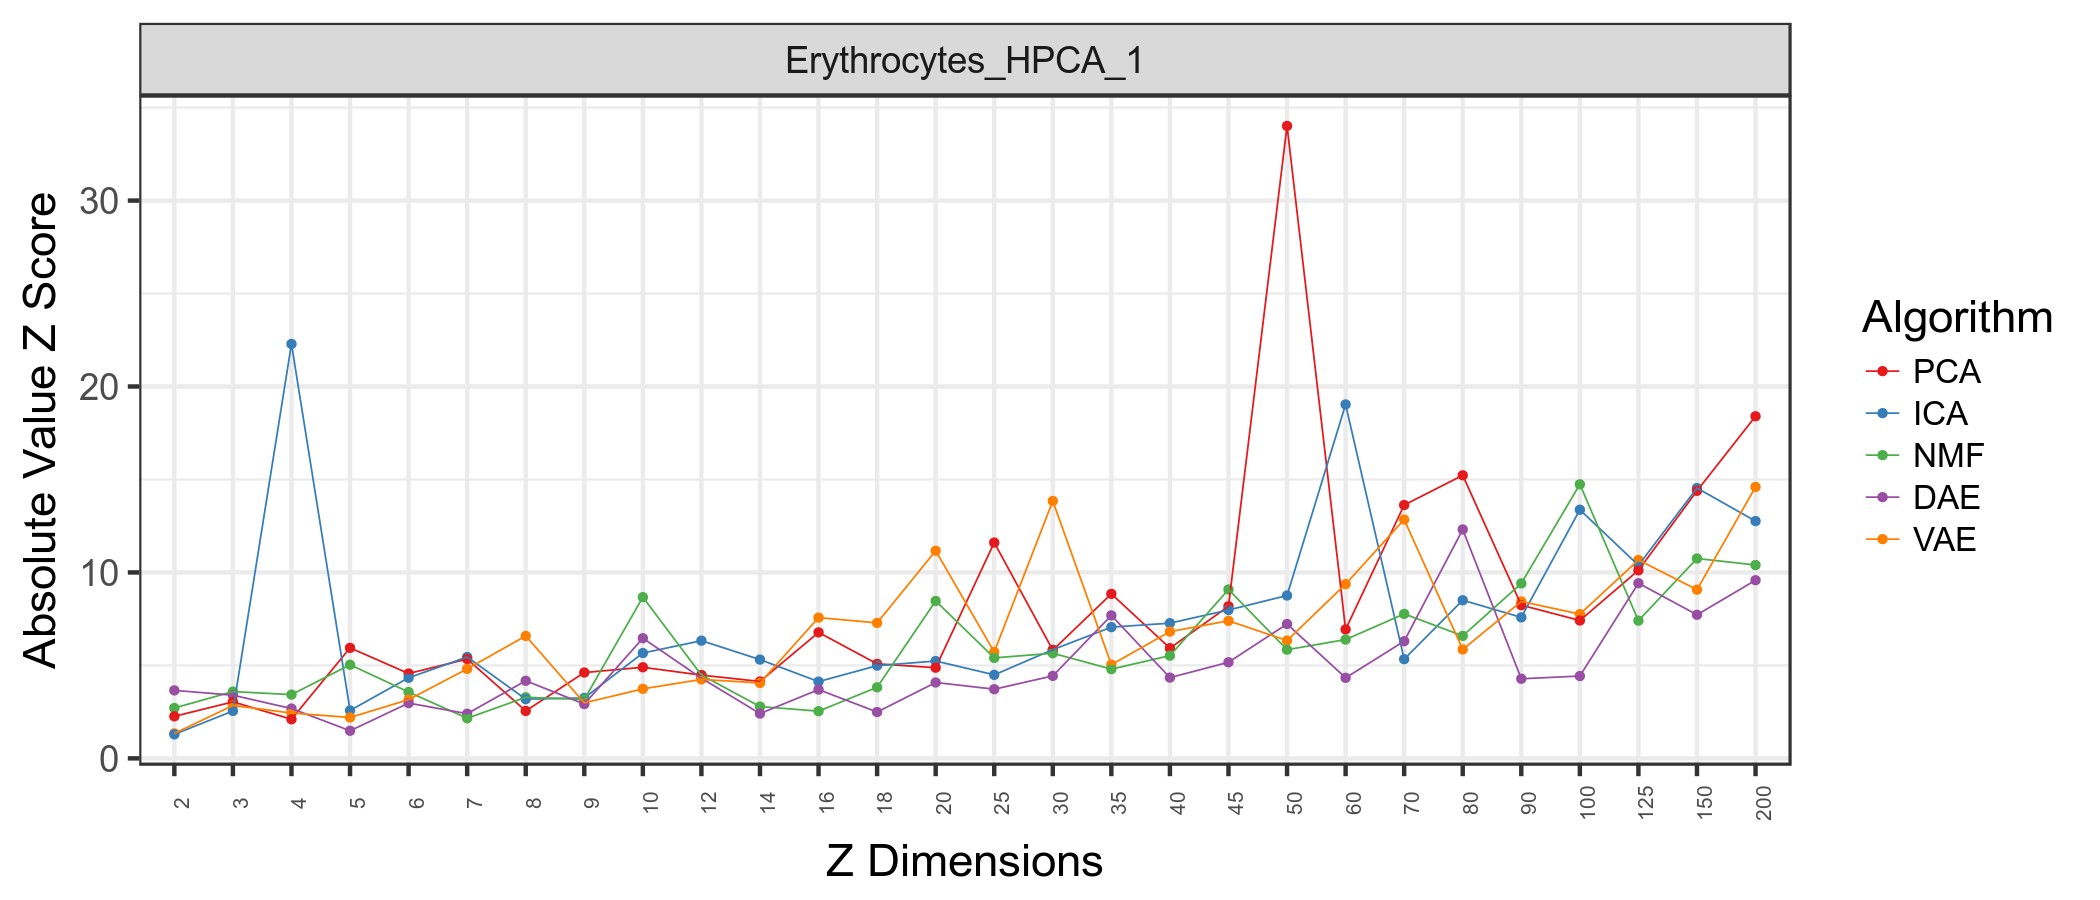 Erythrocytes_HPCA_1
Absolute Value Z Score
30
20
10
0
2 3 4 5 6 7 8 9 10 12 14 16 18 20 25 30 35 40 45 50 60 70 80 90 100 125 150 200
Z Dimensions
Algorithm
PCA
ICA
NMF
DAE
VAE